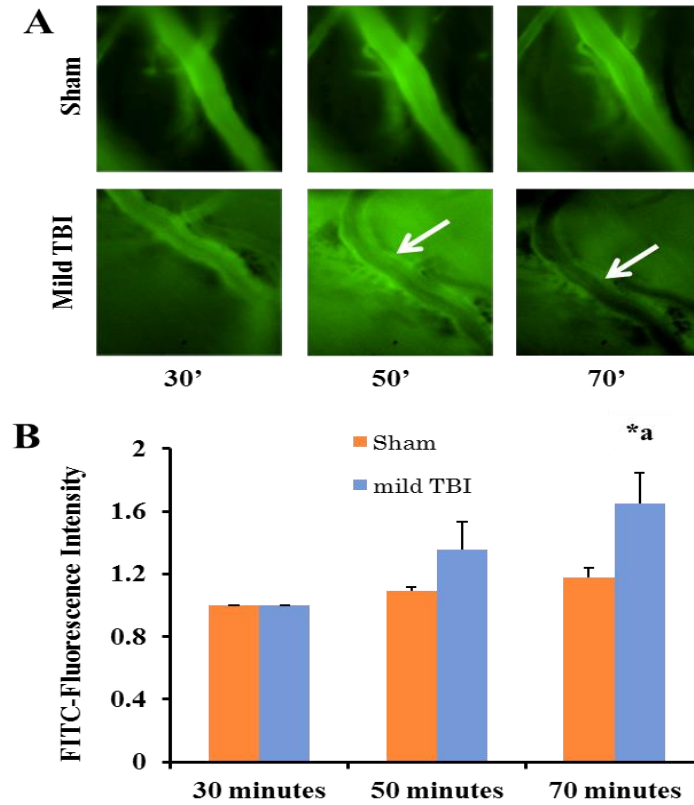 A
Sham
Mild TBI
30’ 50’ 70’
B
FITC-Fluorescence Intensity
2
1.6
1.2
0.8
0.4
0
Sham
mild TBI
*a
30 minutes 50 minutes 70 minutes